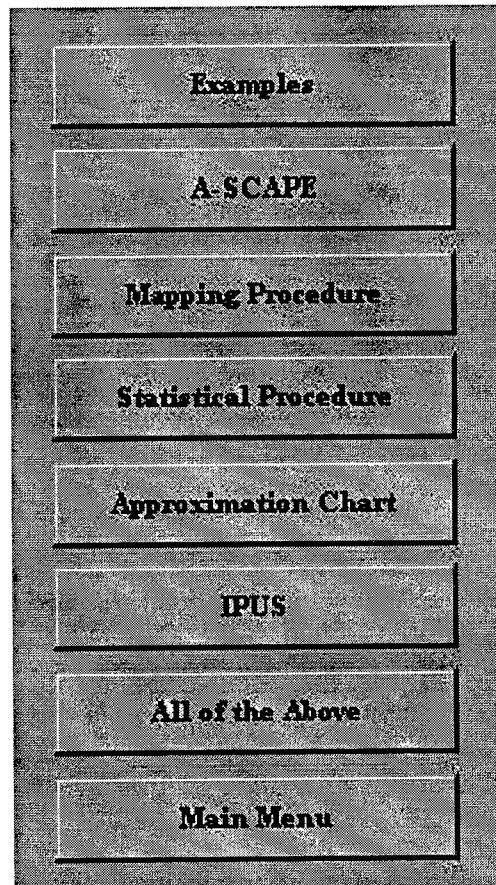 Examples
A-SCAPE
Mapping Procedure
Statistical Procedure
Approximation Chart
IPUS
All of the Above
Main Menu